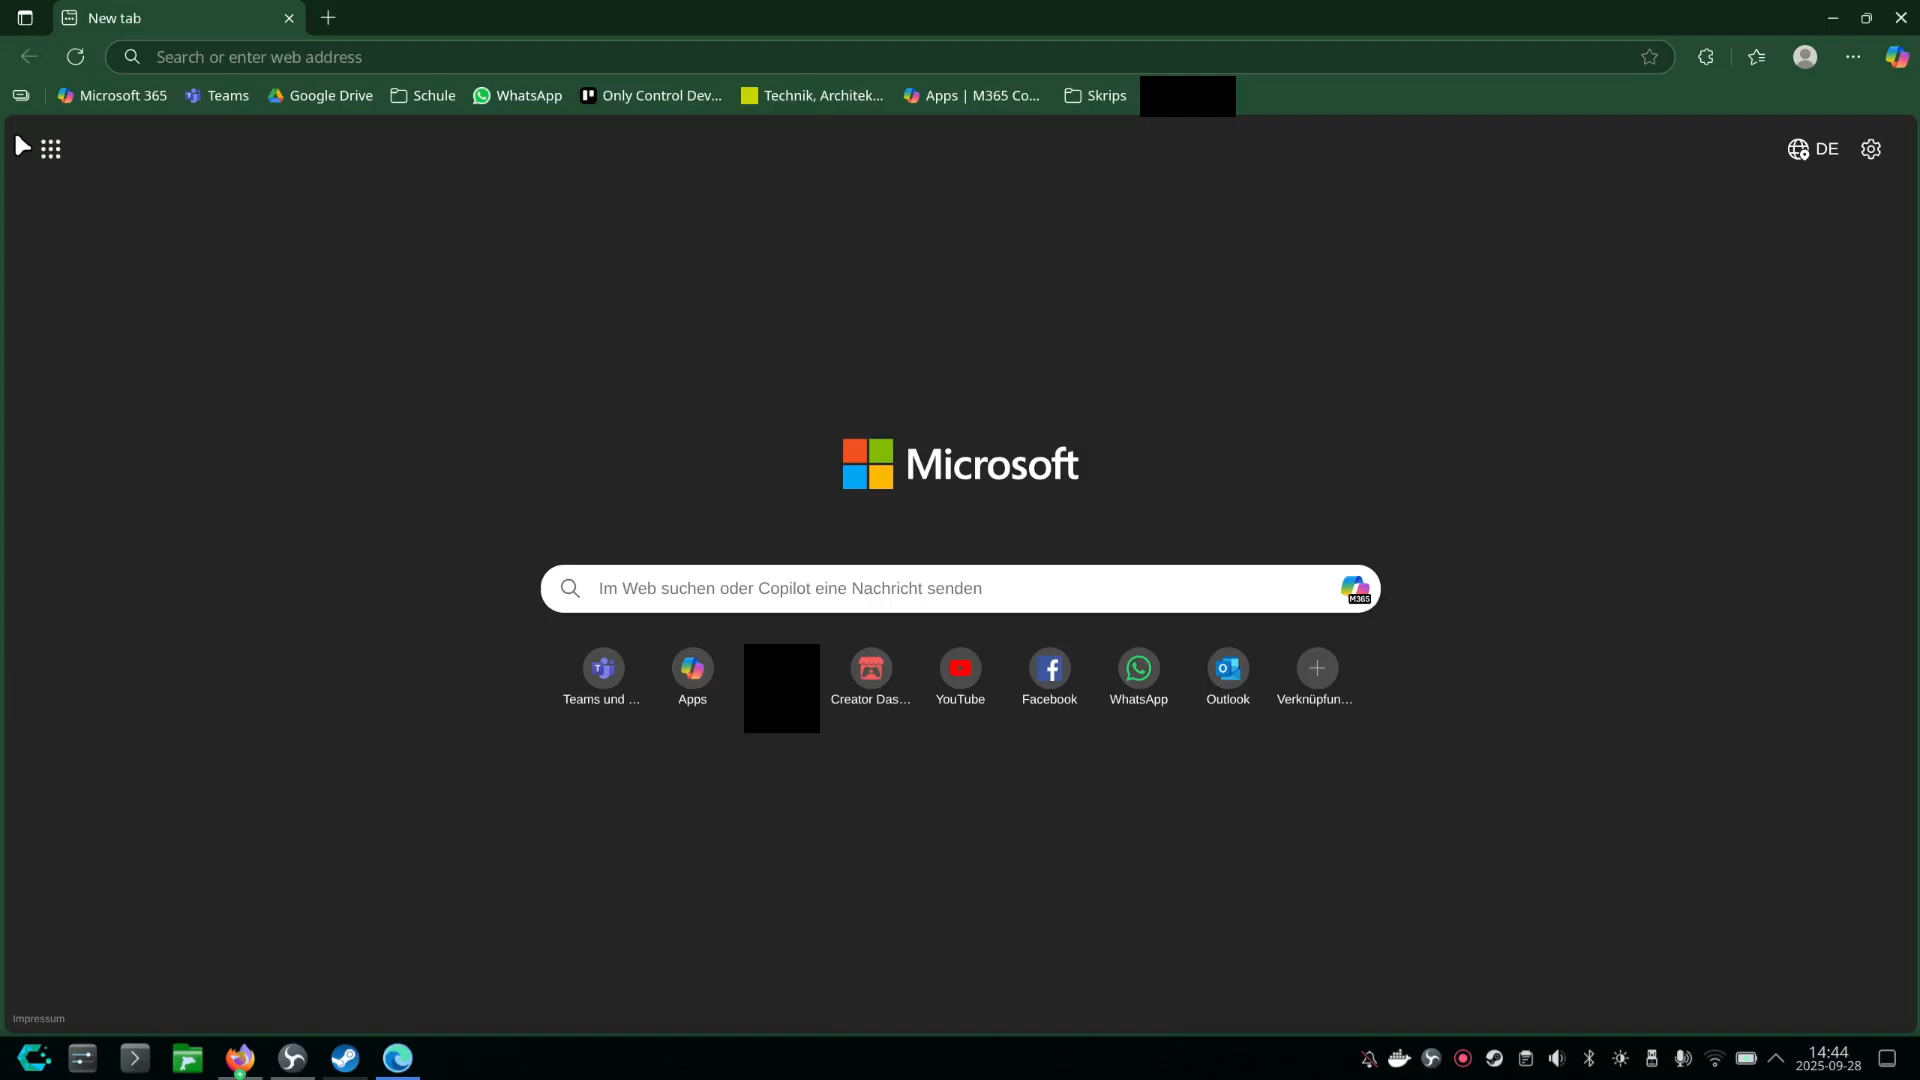 New tab
Search or enter web address
Microsoft 365 Teams Google Drive Schule WhatsApp Only Control Dev... Technik, Architek... Apps | M365 Co... Skrips
DE
Microsoft
Im Web suchen oder Copilot eine Nachricht senden
M365
Teams und ... Apps Creator Das... YouTube Facebook WhatsApp Outlook Verknüpfun...
Impressum
14:44
2025-09-28